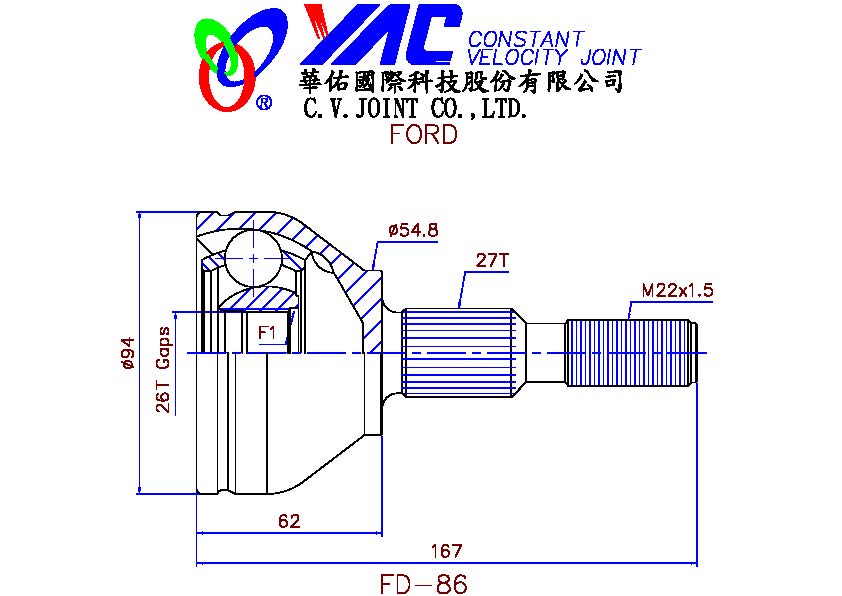 YAC CONSTANT
VELOCITY JOINT
®
華佑國際科技股份有限公司
C.V.JOINT CO.,LTD.
FORD
ø54.8
27T
M22x1.5
F1
ø94
26T Gaps
62
167
FD-86